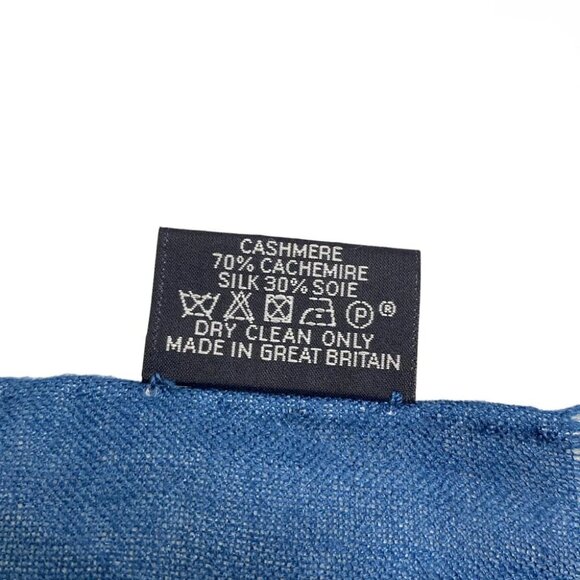 CASHMERE
70% CACHEMIRE
SILK 30% SOIE
P ®
DRY CLEAN ONLY
MADE IN GREAT BRITAIN